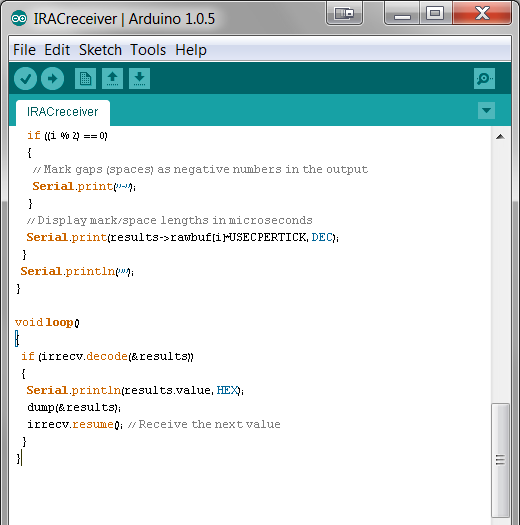 IRACreceiver | Arduino 1.0.5
File Edit Sketch Tools Help
IRACreceiver
if ((i % 2) == 0)
{
// Mark gaps (spaces) as negative numbers in the output
Serial.print("-");
}
// Display mark/space lengths in microseconds
Serial.print(results->rawbuf[i]*USECPERTICK, DEC);
}
Serial.println("");
}
void loop()
{
if (irrecv.decode(&results))
{
Serial.println(results.value, HEX);
dump(&results);
irrecv.resume(); // Receive the next value
}
}